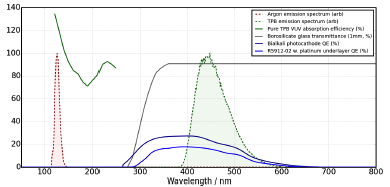 140
120
100
80
60
40
20
0
Argon emission spectrum (arb)
TPB emission spectrum (arb)
Pure TPB VUV absorption efficiency (%)
Borosilicate glass transmittance (1mm, %)
Bialkali photocathode QE (%)
R5912-02 w. platinum underlayer QE (%)
100 200 300 400 500 600 700 800
Wavelength / nm